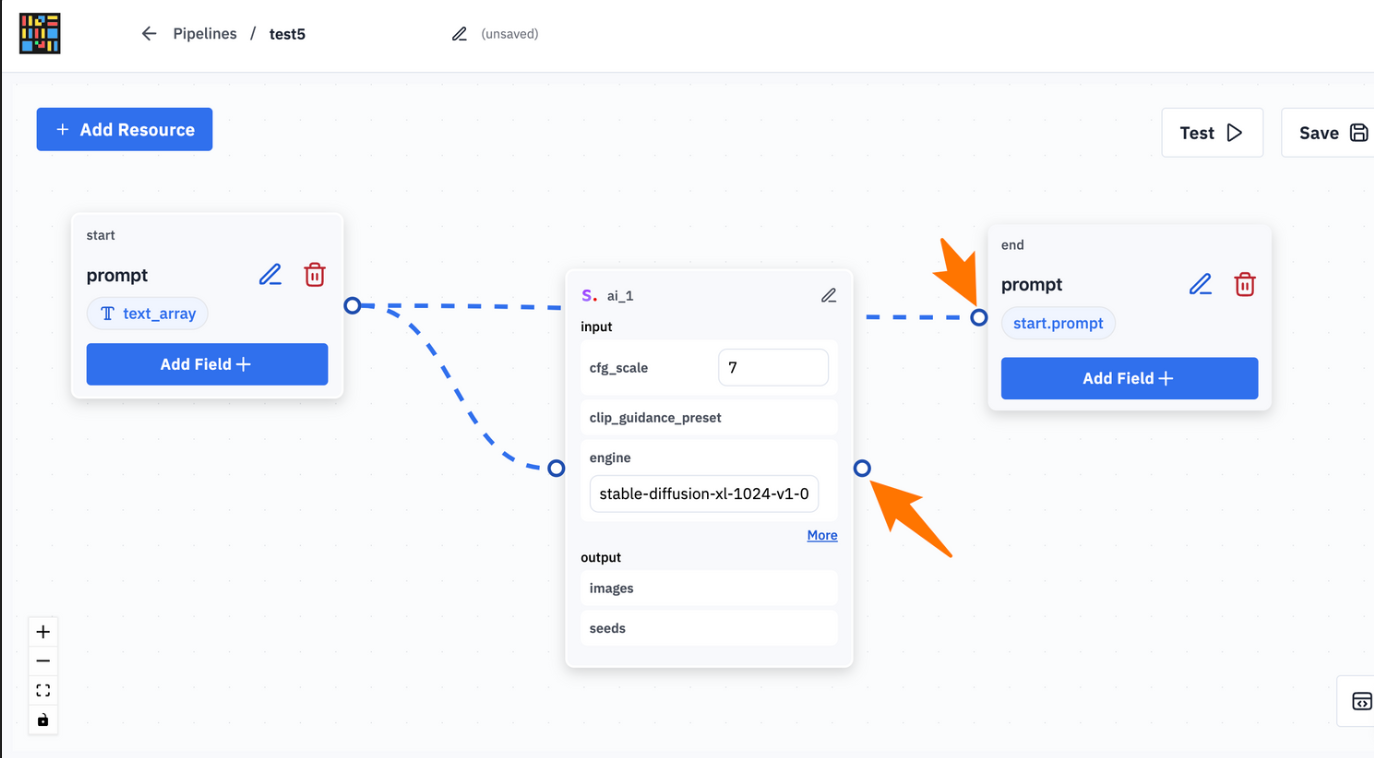 Pipelines / test5 (unsaved)
+ Add Resource
Test
Save
start
prompt
text_array
Add Field +
S. ai_1
input
cfg_scale 7
clip_guidance_preset
engine
stable-diffusion-xl-1024-v1-0
More
output
images
seeds
end
prompt
start.prompt
Add Field +